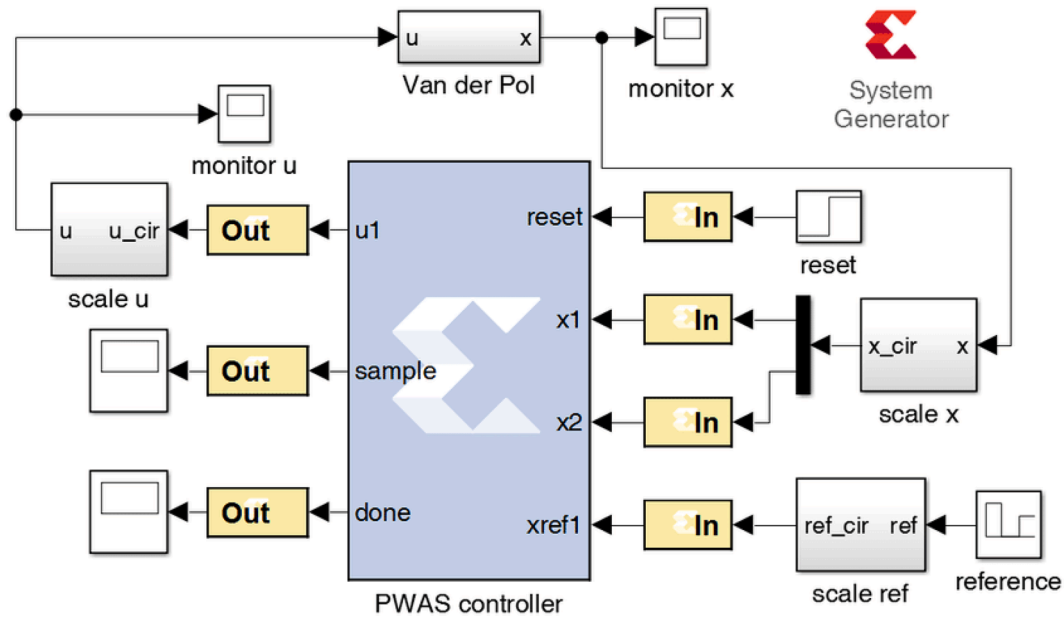 u
x
Van der Pol
monitor x
System
Generator
monitor u
u
u_cir
scale u
Out
u1
reset
In
reset
x1
In
x_cir
x
scale x
Out
sample
x2
In
Out
done
xref1
In
ref_cir
ref
scale ref
reference
PWAS controller